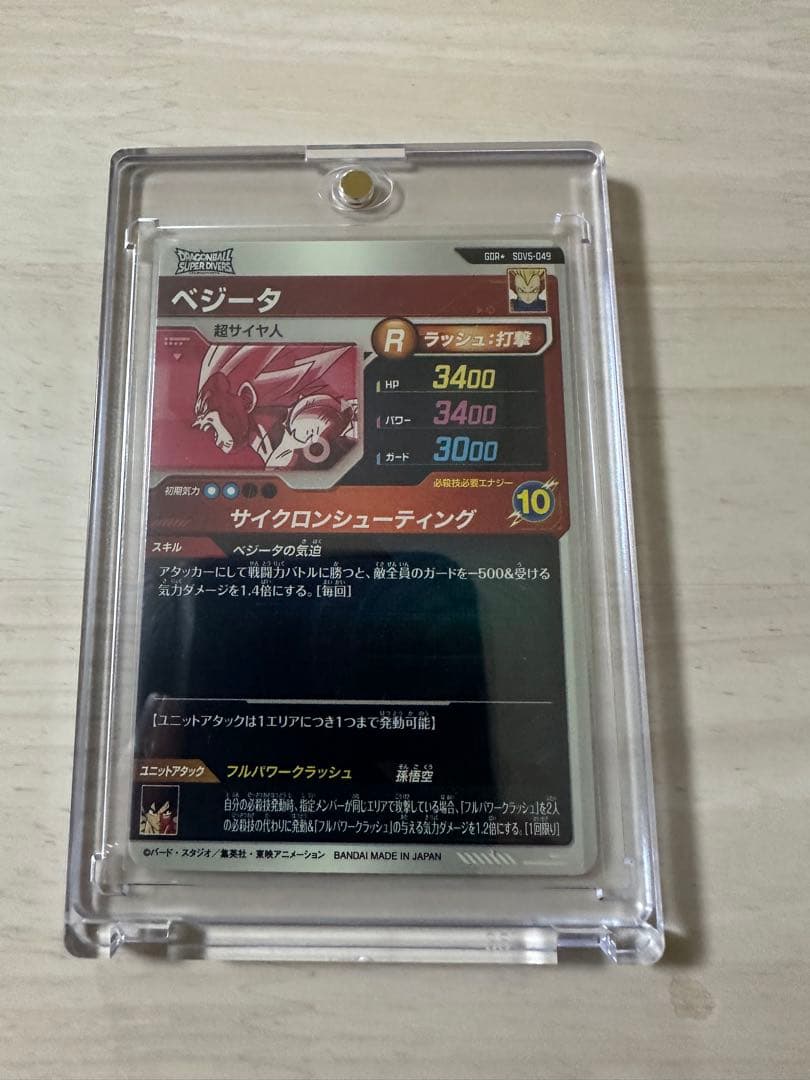 DRAGONBALL
SUPER DIVERS
GDR★ SDV5-049
ベジータ
超サイヤ人
R ラッシュ:打撃
HP 3400
パワー 3400
ガード 3000
初期気力
必殺技必要エナジー
10
サイクロンシューティング
スキル ベジータの気迫
アタッカーにして戦闘力バトルに勝つと、敵全員のガードを-500&受ける
気力ダメージを1.4倍にする。[毎回]
【ユニットアタックは1エリアにつき1つまで発動可能】
ユニットアタック フルパワークラッシュ 孫悟空
自分の必殺技発動時、指定メンバーが同じエリアで攻撃している場合、「フルパワークラッシュ」を2人
の必殺技の代わりに発動&「フルパワークラッシュ」の与える気力ダメージを1.2倍にする。[1回限り]
©バード・スタジオ/集英社・東映アニメーション BANDAI MADE IN JAPAN